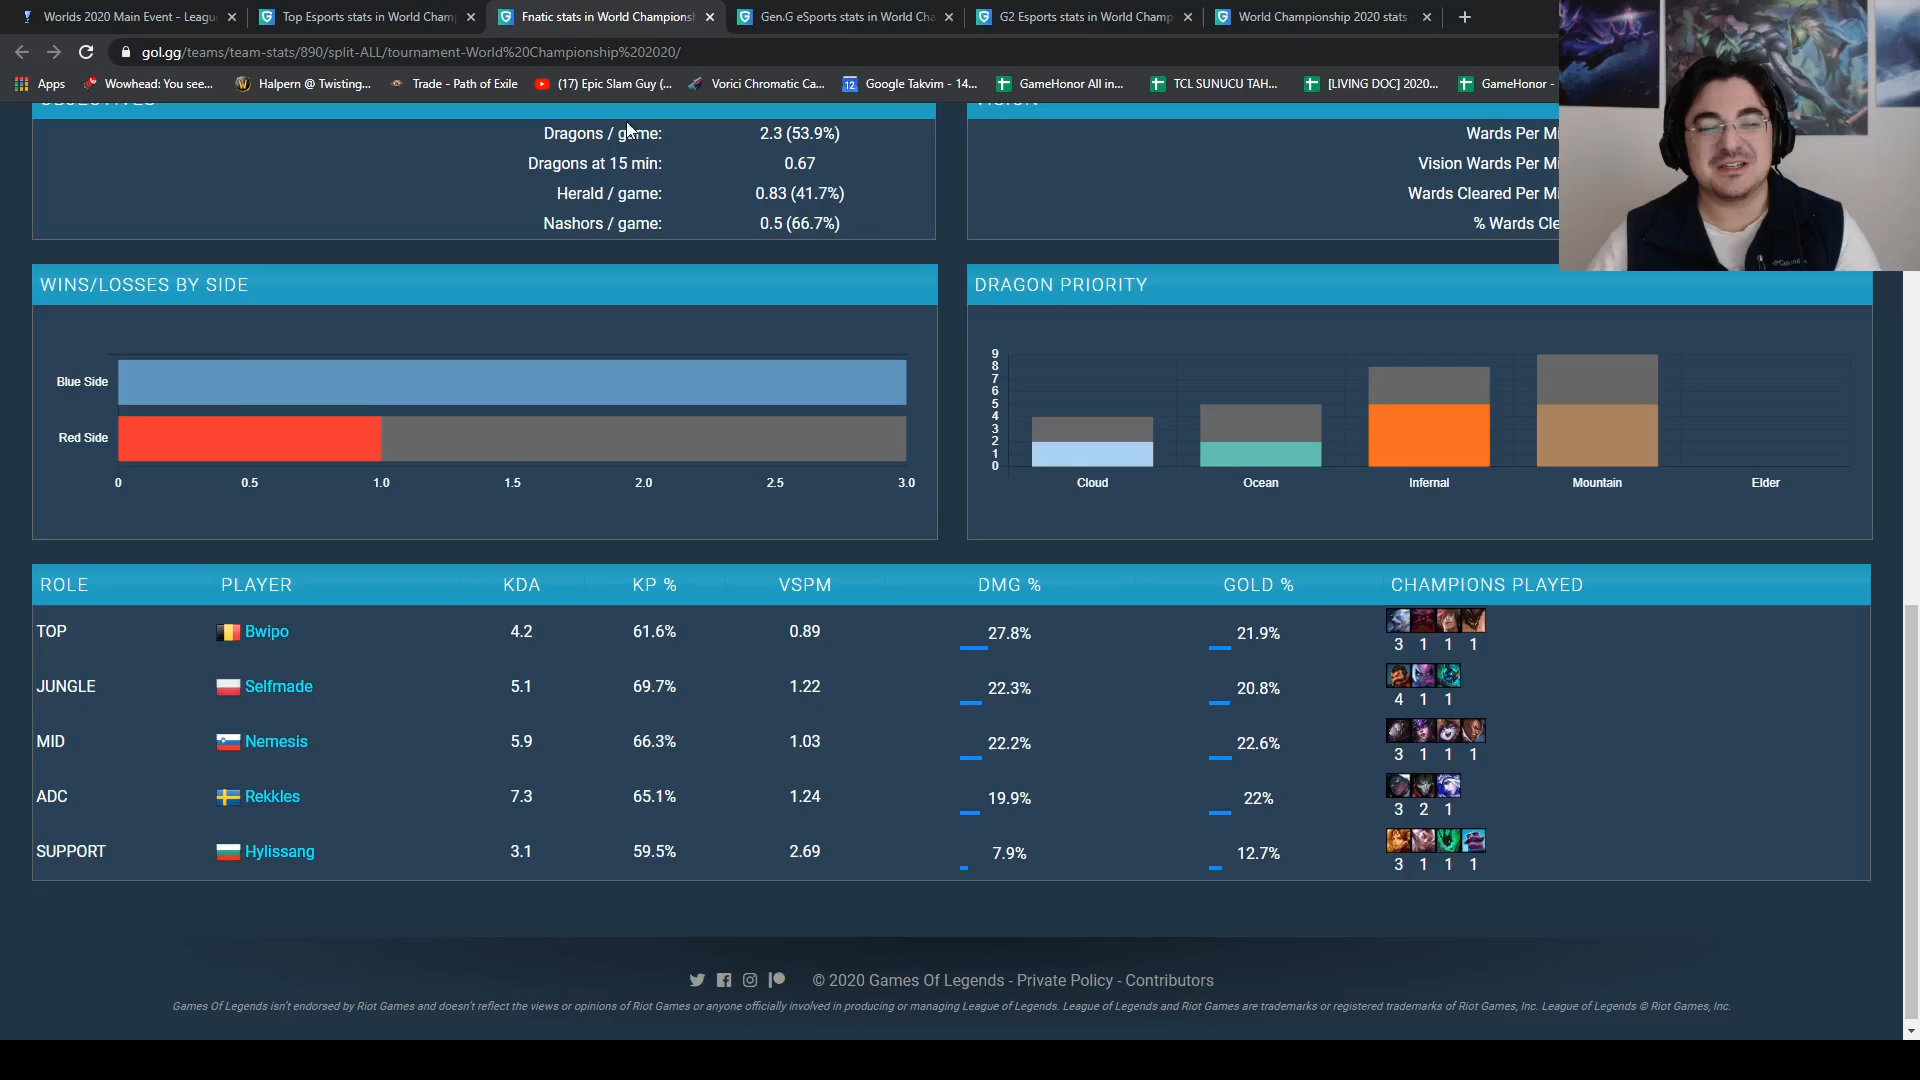 Worlds 2020 Main Event - Leagu
Top Esports stats in World Champ
Fnatic stats in World Champions
Gen.G eSports stats in World Cha
G2 Esports stats in World Champ
World Championship 2020 stats
gol.gg/teams/team-stats/890/split-ALL/tournament-World%20Championship%202020/
Apps
Wowhead: You see...
Halpern @ Twisting...
Trade - Path of Exile
(17) Epic Slam Guy (...
Vorici Chromatic Ca...
Google Takvim - 14...
GameHonor All in...
TCL SUNUCU TAH...
[LIVING DOC] 2020...
GameHonor -
Dragons / game: 2.3 (53.9%)
Dragons at 15 min: 0.67
Herald / game: 0.83 (41.7%)
Nashors / game: 0.5 (66.7%)
Wards Per Mi
Vision Wards Per Mi
Wards Cleared Per Mi
% Wards Cle
WINS/LOSSES BY SIDE
Blue Side
Red Side
0 0.5 1.0 1.5 2.0 2.5 3.0
DRAGON PRIORITY
9
8
7
6
5
4
3
2
1
0
Cloud Ocean Infernal Mountain Elder
ROLE PLAYER KDA KP % VSPM DMG % GOLD % CHAMPIONS PLAYED
TOP Bwipo 4.2 61.6% 0.89 27.8% 21.9% 3 1 1 1
JUNGLE Selfmade 5.1 69.7% 1.22 22.3% 20.8% 4 1 1
MID Nemesis 5.9 66.3% 1.03 22.2% 22.6% 3 1 1 1
ADC Rekkles 7.3 65.1% 1.24 19.9% 22% 3 2 1
SUPPORT Hylissang 3.1 59.5% 2.69 7.9% 12.7% 3 1 1 1
© 2020 Games Of Legends - Private Policy - Contributors
Games Of Legends isn't endorsed by Riot Games and doesn't reflect the views or opinions of Riot Games or anyone officially involved in producing or managing League of Legends. League of Legends and Riot Games are trademarks or registered trademarks of Riot Games, Inc. League of Legends © Riot Games, Inc.